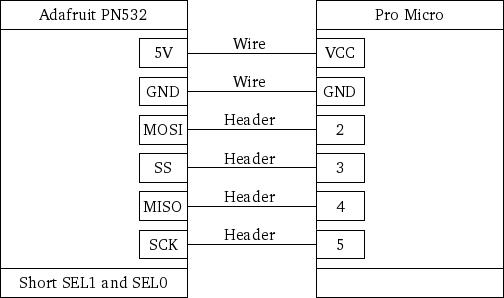 Adafruit PN532 Pro Micro
5V Wire VCC
GND Wire GND
MOSI Header 2
SS Header 3
MISO Header 4
SCK Header 5
Short SEL1 and SEL0